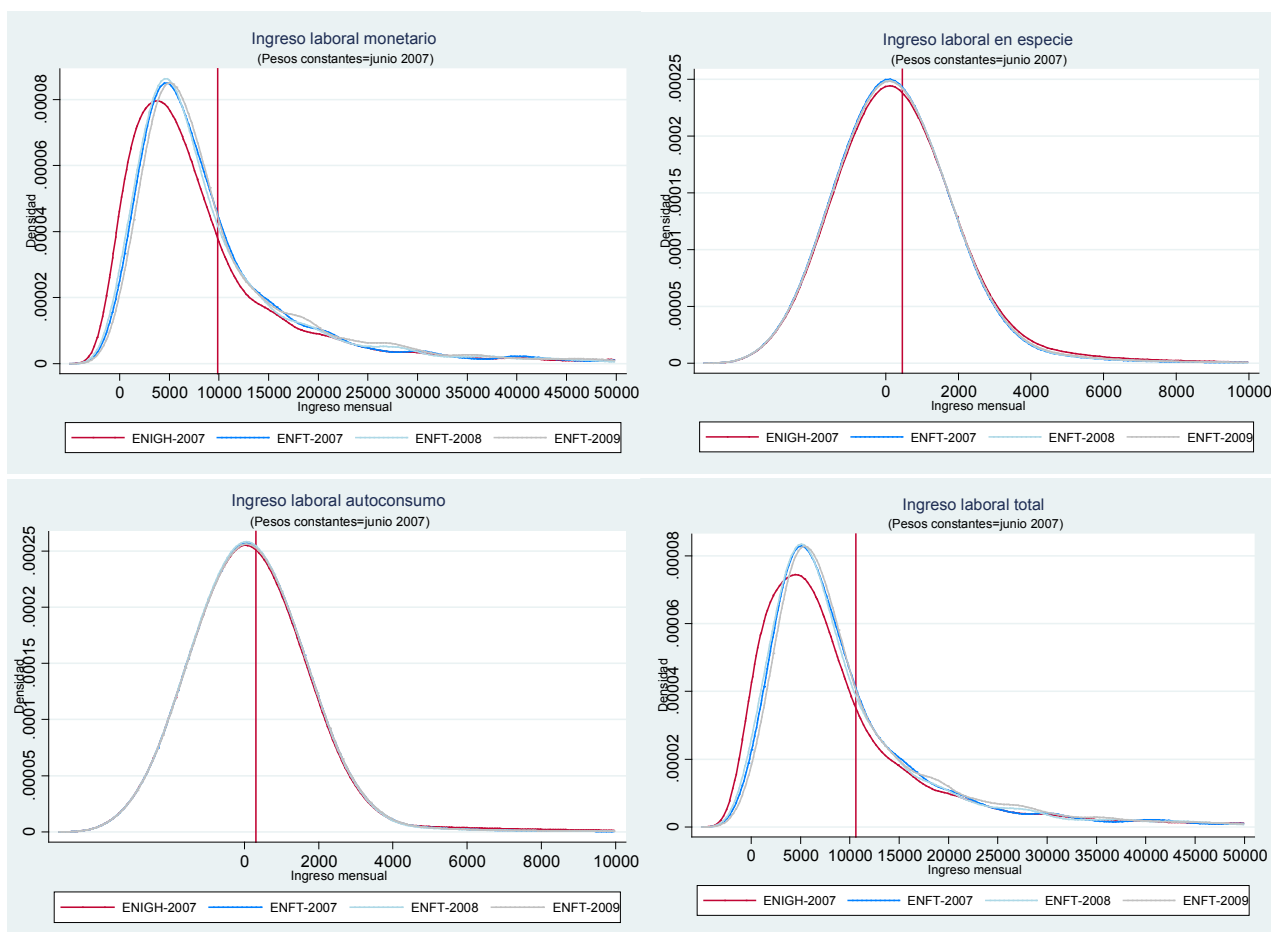 Ingreso laboral monetario
(Pesos constantes=junio 2007)
Densidad
0 .00002 .00004 .00006 .00008
0 5000 10000 15000 20000 25000 30000 35000 40000 45000 50000
Ingreso mensual
ENIGH-2007 ENFT-2007 ENFT-2008 ENFT-2009
Ingreso laboral en especie
(Pesos constantes=junio 2007)
Densidad
0 .00005 .0001 .00015 .0002 .00025
0 2000 4000 6000 8000 10000
Ingreso mensual
ENIGH-2007 ENFT-2007 ENFT-2008 ENFT-2009
Ingreso laboral autoconsumo
(Pesos constantes=junio 2007)
Densidad
0 .00005 .0001 .00015 .0002 .00025
0 2000 4000 6000 8000 10000
Ingreso mensual
ENIGH-2007 ENFT-2007 ENFT-2008 ENFT-2009
Ingreso laboral total
(Pesos constantes=junio 2007)
Densidad
0 .00002 .00004 .00006 .00008
0 5000 10000 15000 20000 25000 30000 35000 40000 45000 50000
Ingreso mensual
ENIGH-2007 ENFT-2007 ENFT-2008 ENFT-2009